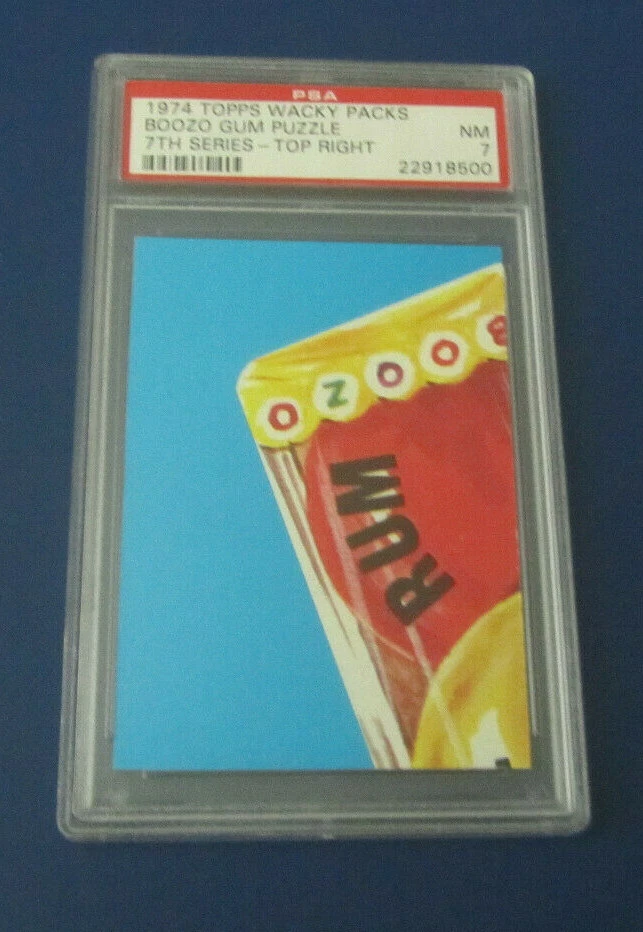 PSA
1974 TOPPS WACKY PACKS
BOOZO GUM PUZZLE NM
7TH SERIES - TOP RIGHT 7
22918500
OZOOB
RUM